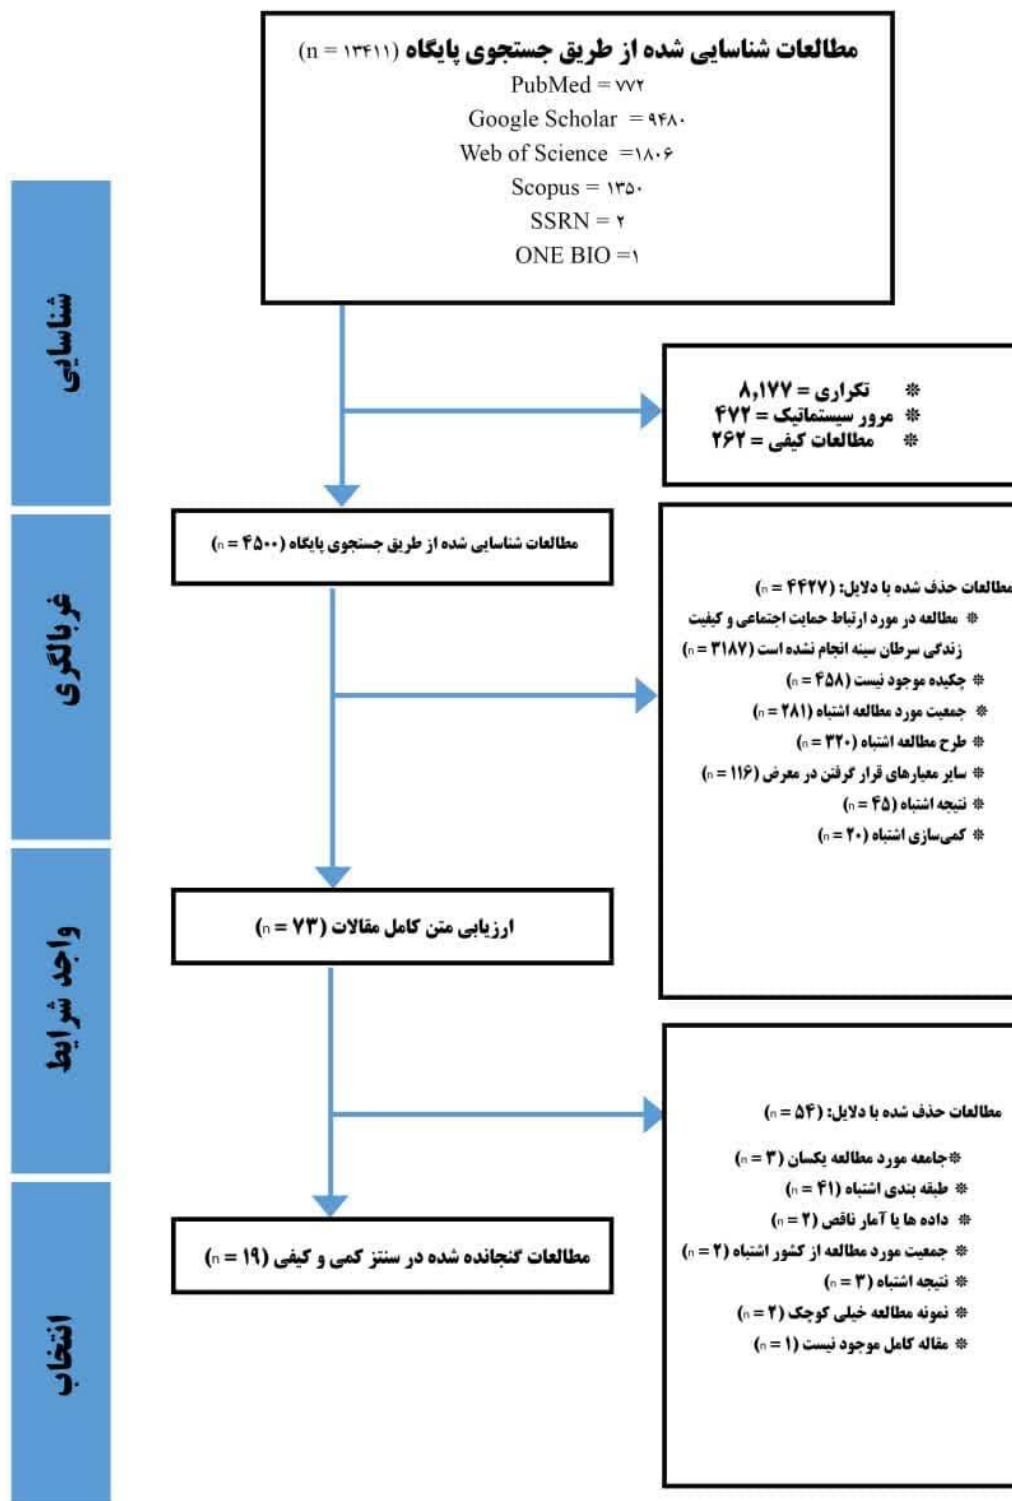 مطالعات شناسایی شده از طریق جستجوی پایگاه (n = ۱۳۴۱۱)
PubMed = ۷۷۲
Google Scholar = ۹۴۸۰
Web of Science =۱۸۰۶
Scopus = ۱۳۵۰
SSRN = ۲
ONE BIO =۱
شناسایی
❊ تکراری = ۸,۱۷۷
❊ مرور سیستماتیک = ۴۷۲
❊ مطالعات کیفی = ۲۶۲
مطالعات شناسایی شده از طریق جستجوی پایگاه (n = ۴۵۰۰)
غربالگری
مطالعات حذف شده با دلایل: (n = ۴۴۲۷)
❊ مطالعه در مورد ارتباط حمایت اجتماعی و کیفیت
زندگی سرطان سینه انجام نشده است (n = ۳۱۸۷)
❊ چکیده موجود نیست (n = ۴۵۸)
❊ جمعیت مورد مطالعه اشتباه (n = ۲۸۱)
❊ طرح مطالعه اشتباه (n = ۳۲۰)
❊ سایر معیارهای قرار گرفتن در معرض (n = ۱۱۶)
❊ نتیجه اشتباه (n = ۴۵)
❊ کمی‌سازی اشتباه (n = ۲۰)
واجد شرایط
ارزیابی متن کامل مقالات (n = ۷۳)
مطالعات حذف شده با دلایل: (n = ۵۴)
❊جامعه مورد مطالعه یکسان (n = ۳)
❊ طبقه بندی اشتباه (n = ۴۱)
❊ داده ها یا آمار ناقص (n = ۲)
❊ جمعیت مورد مطالعه از کشور اشتباه (n = ۲)
❊ نتیجه اشتباه (n = ۳)
❊ نمونه مطالعه خیلی کوچک (n = ۲)
❊ مقاله کامل موجود نیست (n = ۱)
مطالعات گنجانده شده در سنتز کمی و کیفی (n = ۱۹)
انتخاب